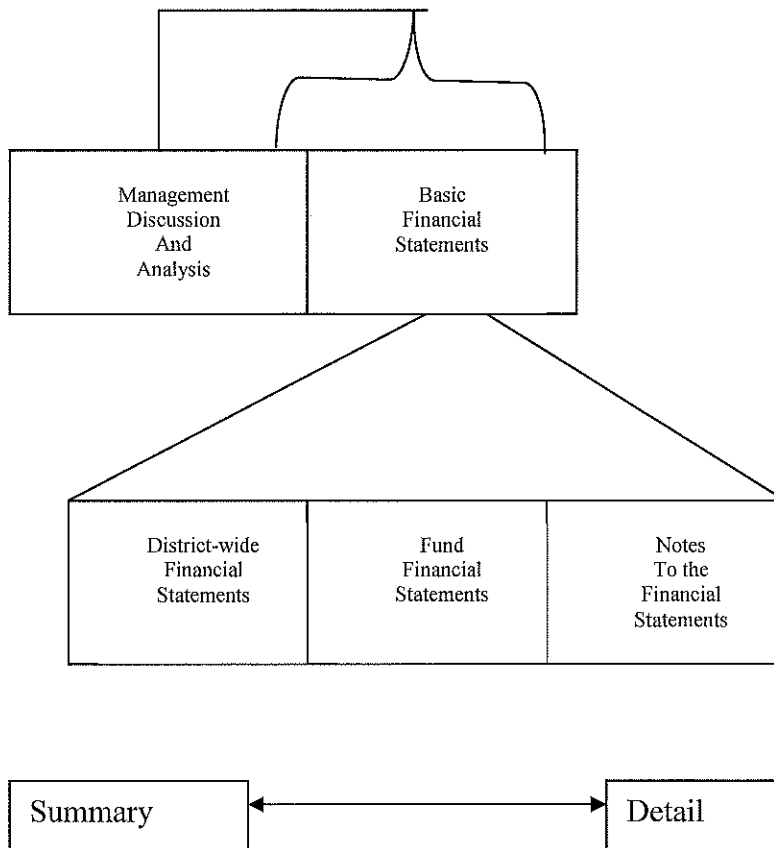 Management
Discussion
And
Analysis
Basic
Financial
Statements
District-wide
Financial
Statements
Fund
Financial
Statements
Notes
To the
Financial
Statements
Summary
Detail